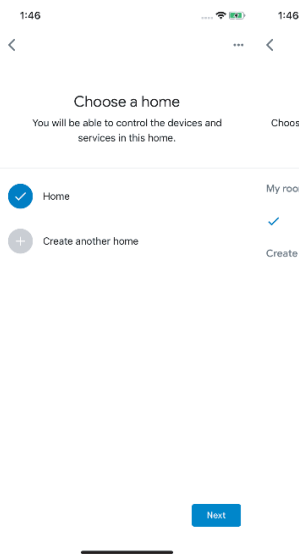 1:46
Choose a home
You will be able to control the devices and
services in this home.
Home
Create another home
Next
1:46
Choos
My roo
Create